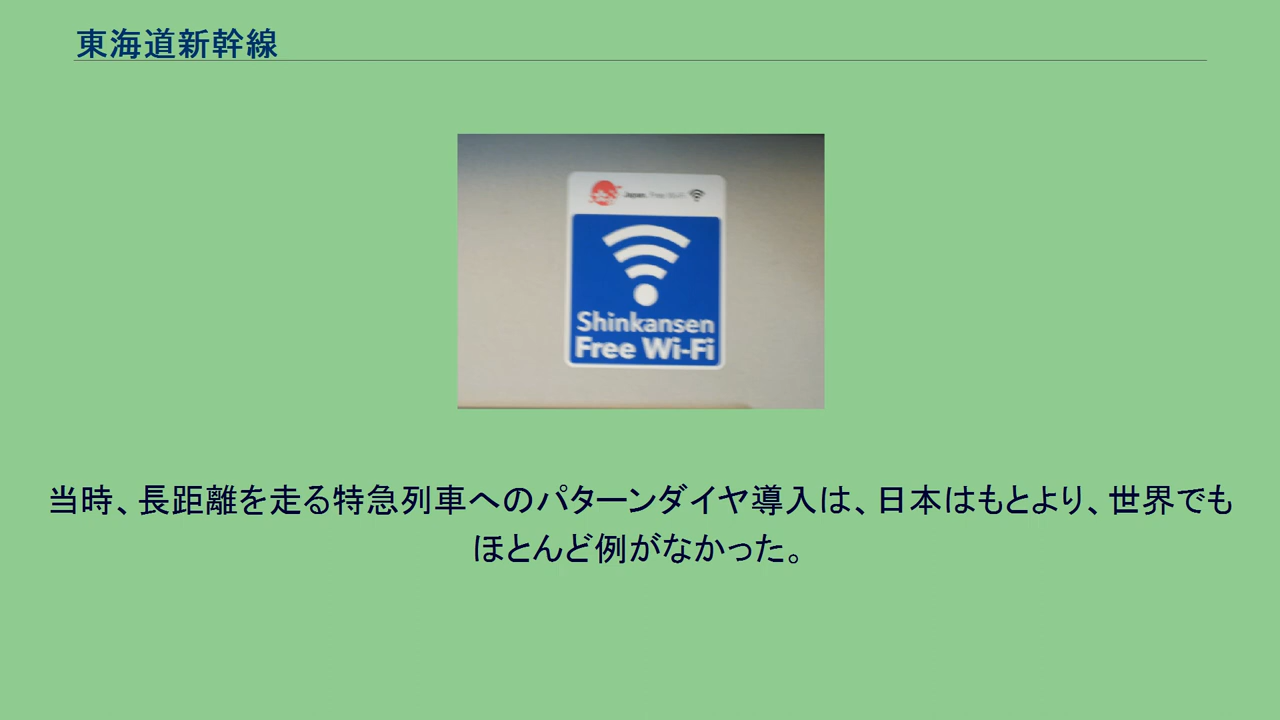 東海道新幹線
Japan. Free Wi-Fi
Shinkansen
Free Wi-Fi
当時、長距離を走る特急列車へのパターンダイヤ導入は、日本はもとより、世界でも
ほとんど例がなかった。